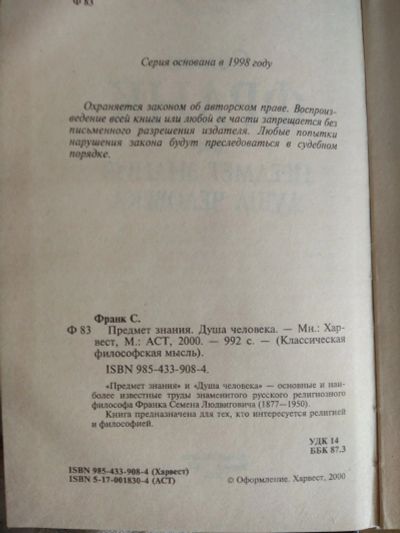 Ф 83
Серия основана в 1998 году
Охраняется законом об авторском праве. Воспроиз-
ведение всей книги или любой ее части запрещается без
письменного разрешения издателя. Любые попытки
нарушения закона будут преследоваться в судебном
порядке.
Франк С.
Ф 83 Предмет знания. Душа человека. — Мн.: Хар-
вест, М.: АСТ, 2000. — 992 с. — (Классическая
философская мысль).
ISBN 985-433-908-4.
«Предмет знания» и «Душа человека» — основные и наи-
более известные труды знаменитого русского религиозного
философа Франка Семена Людвиговича (1877—1950).
Книга предназначена для тех, кто интересуется религией
и философией.
УДК 14
ББК 87.3
ISBN 985-433-908-4 (Харвест)
ISBN 5-17-001830-4 (АСТ)
© Оформление. Харвест, 2000